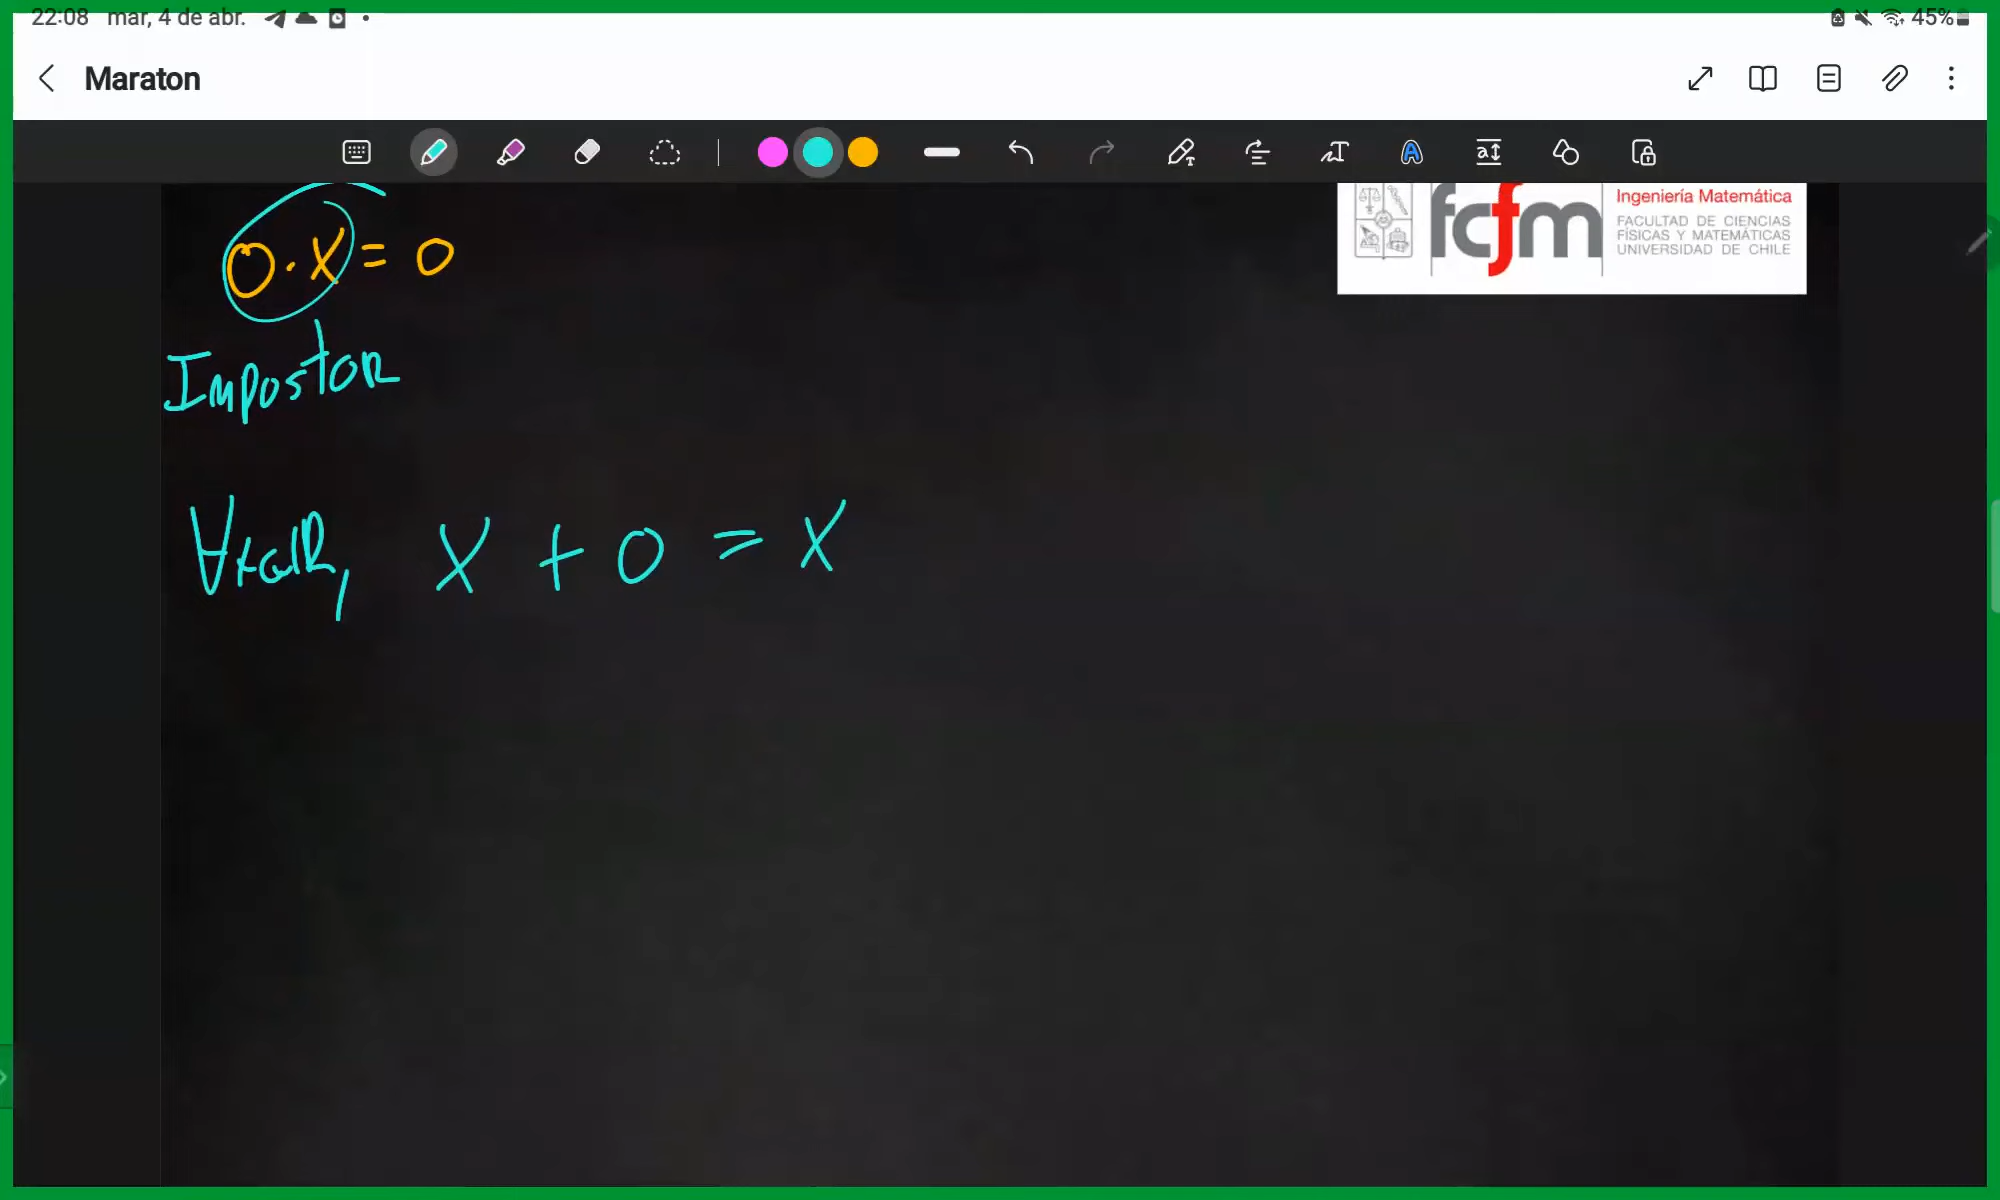 22:08 mar, 4 de abr.
45%
Maraton
0 · x = 0
Impostor
∀x∈ℝ, x + 0 = x
fcfm
Ingeniería Matemática
FACULTAD DE CIENCIAS
FÍSICAS Y MATEMÁTICAS
UNIVERSIDAD DE CHILE